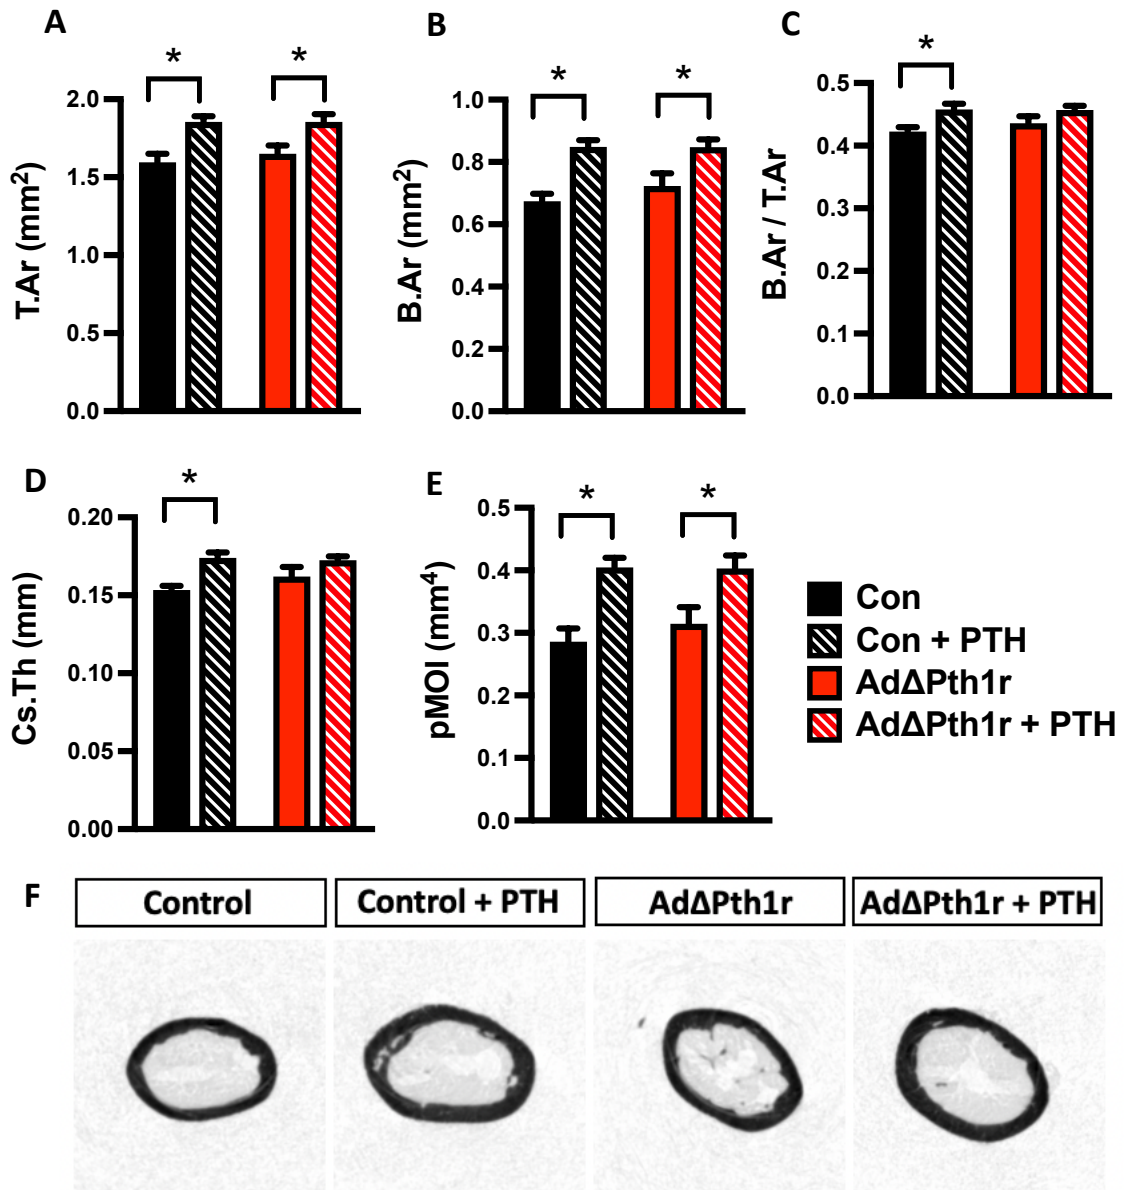 A
B
C
* *
* *
*
T.Ar (mm²)
2.0
1.5
1.0
0.5
0.0
B.Ar (mm²)
1.0
0.8
0.6
0.4
0.2
0.0
B.Ar / T.Ar
0.5
0.4
0.3
0.2
0.1
0.0
D
E
*
* *
Cs.Th (mm)
0.20
0.15
0.10
0.05
0.00
pMOI (mm⁴)
0.5
0.4
0.3
0.2
0.1
0.0
Con
Con + PTH
AdΔPth1r
AdΔPth1r + PTH
F
Control
Control + PTH
AdΔPth1r
AdΔPth1r + PTH